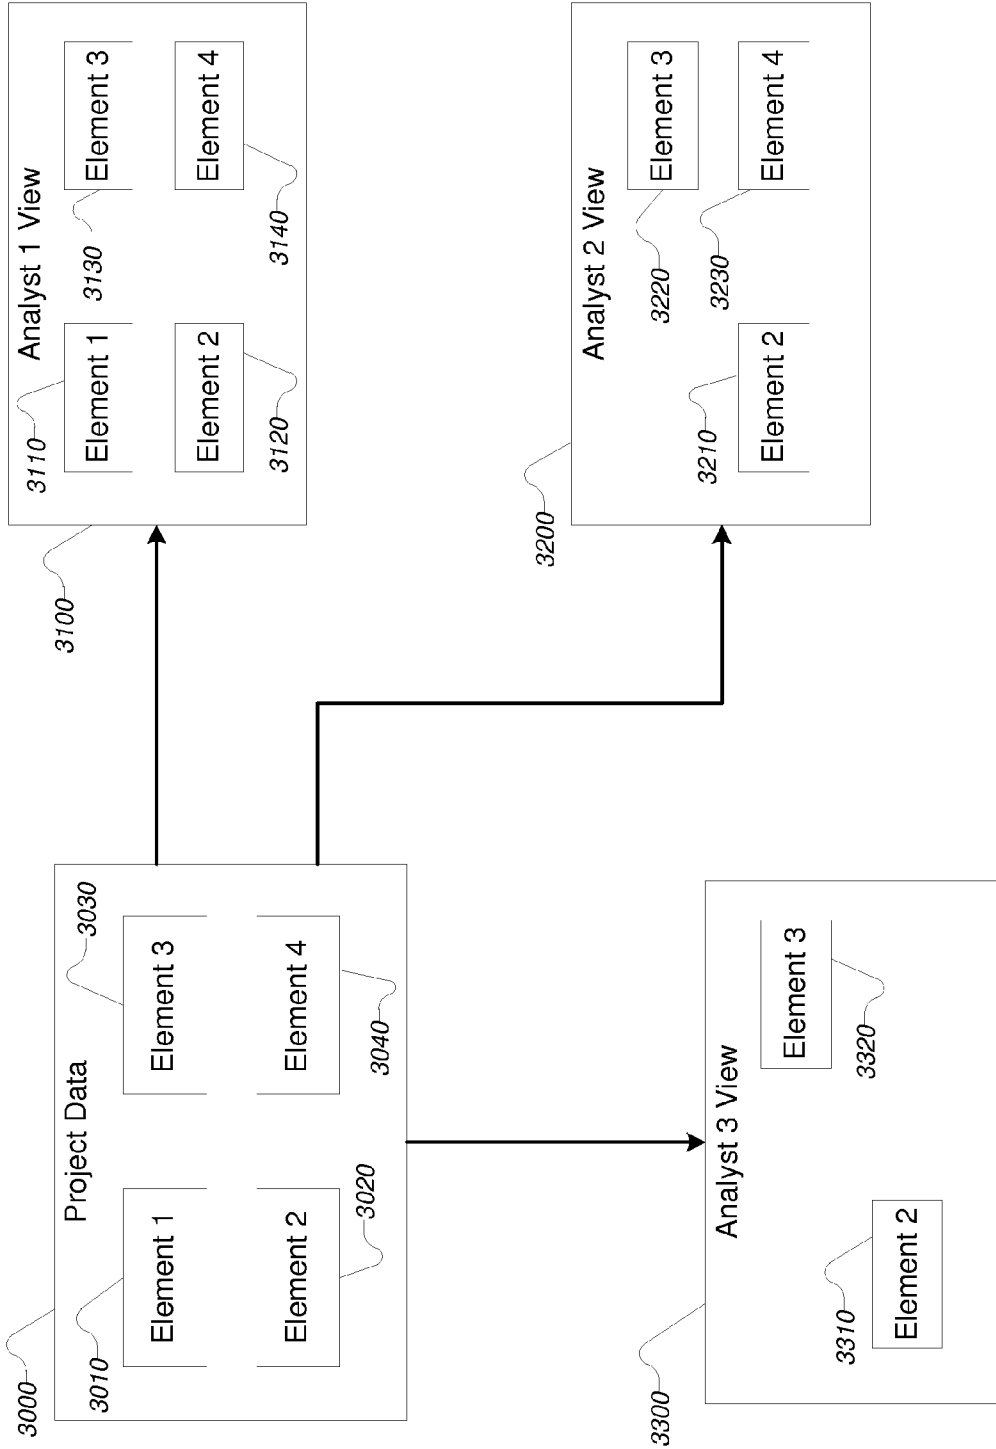 3000
Project Data
3010
Element 1
3030
Element 3
Element 2
3020
Element 4
3040
3100
Analyst 1 View
3110
Element 1
3130
Element 3
Element 2
3120
Element 4
3140
3300
Analyst 3 View
Element 3
3320
3310
Element 2
3200
Analyst 2 View
Element 3
3220
3210
Element 2
3230
Element 4